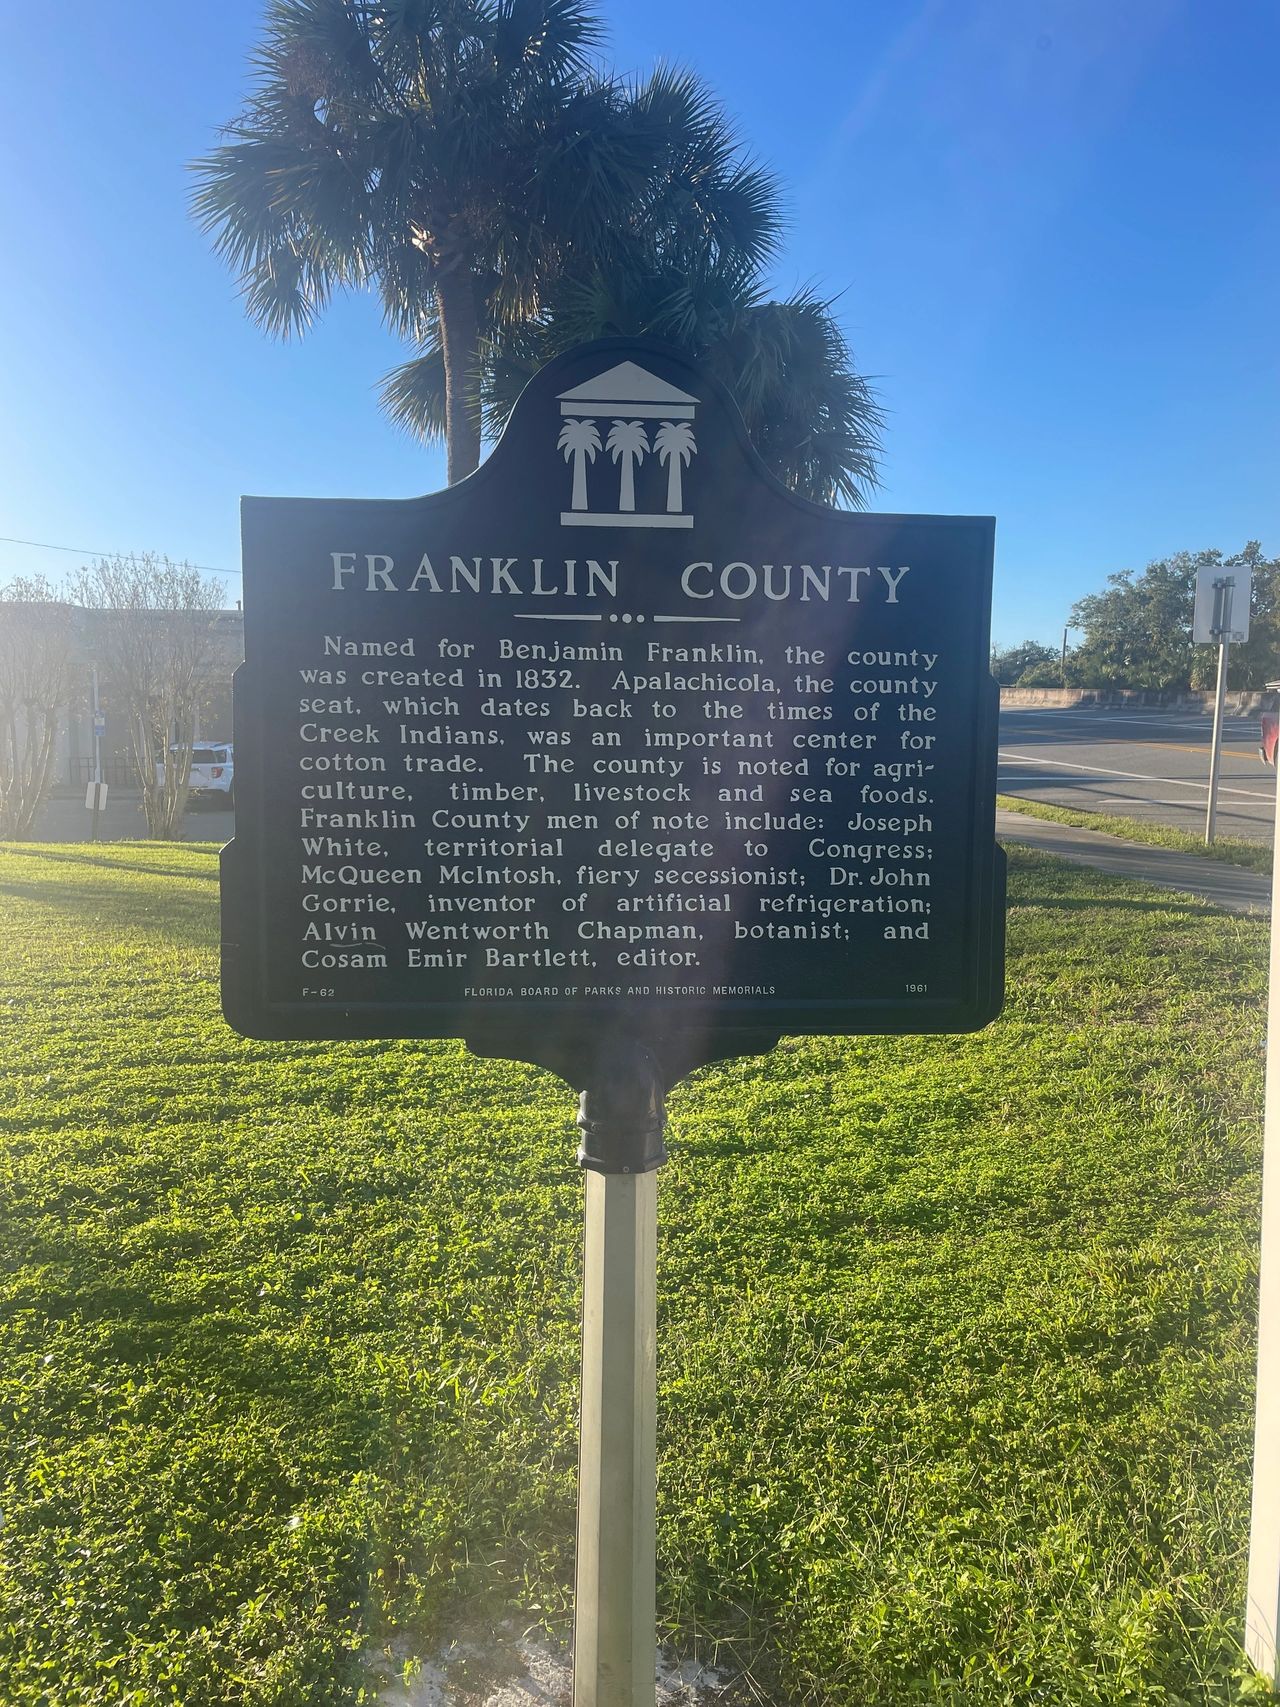 FRANKLIN COUNTY
Named for Benjamin Franklin, the county
was created in 1832. Apalachicola, the county
seat, which dates back to the times of the
Creek Indians, was an important center for
cotton trade. The county is noted for agri-
culture, timber, livestock and sea foods.
Franklin County men of note include: Joseph
White, territorial delegate to Congress;
McQueen McIntosh, fiery secessionist; Dr. John
Gorrie, inventor of artificial refrigeration;
Alvin Wentworth Chapman, botanist; and
Cosam Emir Bartlett, editor.
F-62 FLORIDA BOARD OF PARKS AND HISTORIC MEMORIALS 1961